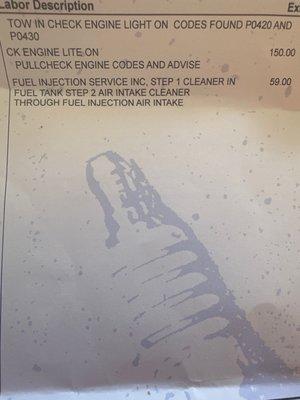 Labor Description Ex
TOW IN CHECK ENGINE LIGHT ON CODES FOUND P0420 AND
P0430
CK ENGINE LITE ON 150.00
PULLCHECK ENGINE CODES AND ADVISE
FUEL INJECTION SERVICE INC, STEP 1 CLEANER IN 59.00
FUEL TANK STEP 2 AIR INTAKE CLEANER
THROUGH FUEL INJECTION AIR INTAKE